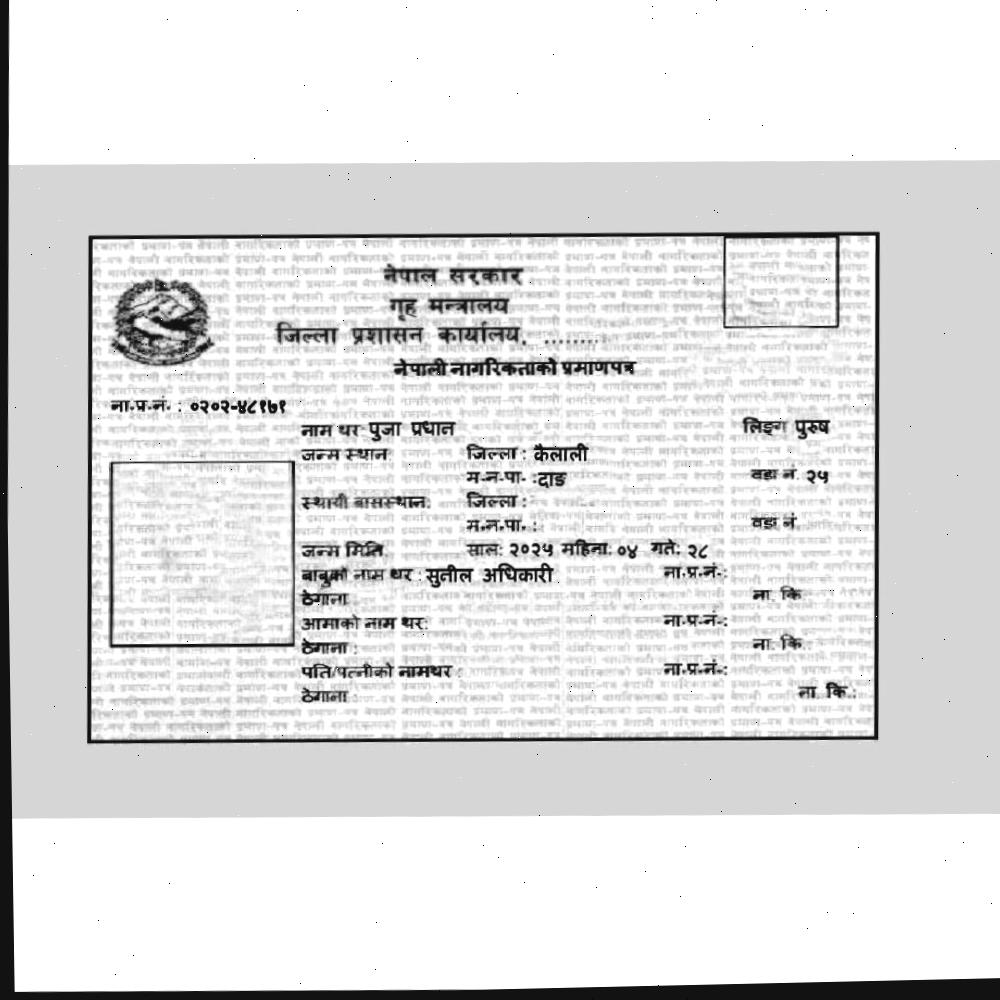 नेपाल सरकार
गृह मन्त्रालय
जिल्ला प्रशासन कार्यालय, .........
नेपाली नागरिकताको प्रमाणपत्र
ना.प्र.नं. : ०२०२-४८१७१
नाम थर पुजा प्रधान लिङ्ग पुरुष
जन्म स्थान: जिल्ला : कैलाली
म.न.पा. :दाङ वडा नं. २५
स्थायी बासस्थान: जिल्ला :
म.न.पा. : वडा नं.
जन्म मिति: साल: २०२५ महिना: ०४ गते: २८
बाबुको नाम थर : सुतील अधिकारी ना.प्र.नं.:
ठेगाना ना. कि.
आमाको नाम थर: ना.प्र.नं.:
ठेगाना : ना. कि.:
पति/पत्नीको नामथर : ना.प्र.नं.:
ठेगाना : ना. कि.: